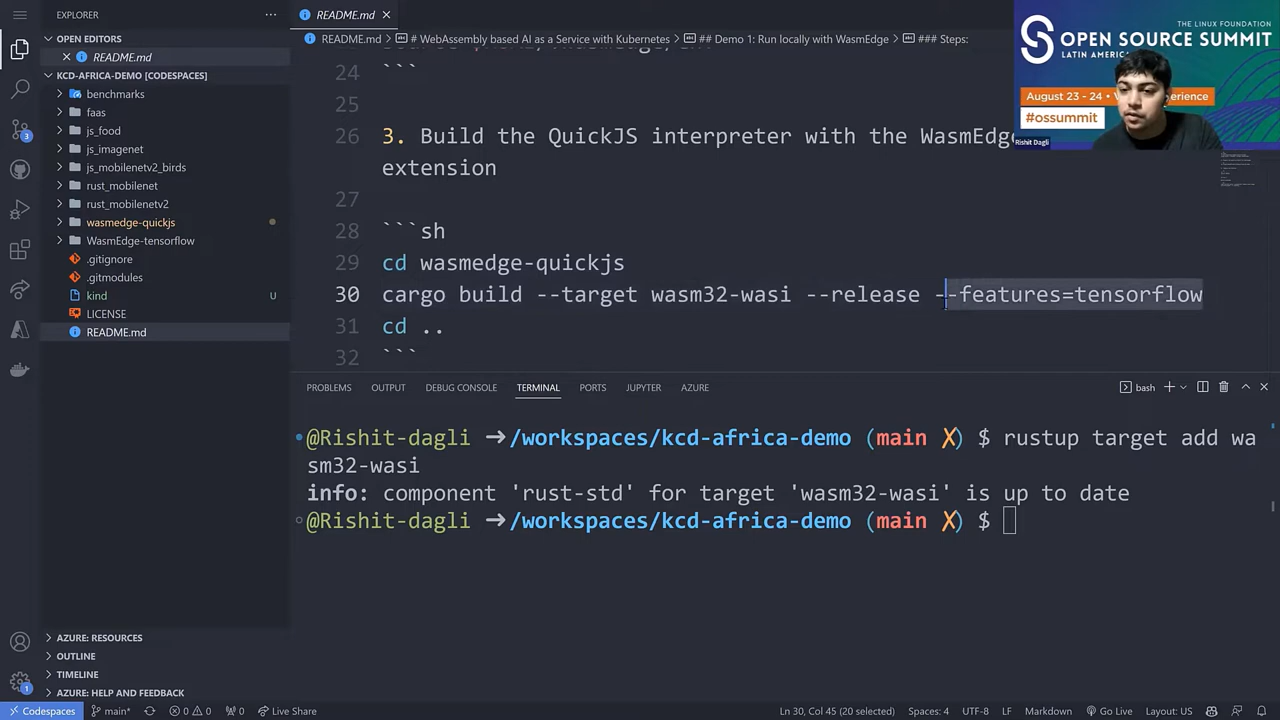 EXPLORER
OPEN EDITORS
README.md
KCD-AFRICA-DEMO [CODESPACES]
benchmarks
faas
js_food
js_imagenet
js_mobilenetv2_birds
rust_mobilenet
rust_mobilenetv2
wasmedge-quickjs
WasmEdge-tensorflow
.gitignore
.gitmodules
kind U
LICENSE
README.md
AZURE: RESOURCES
OUTLINE
TIMELINE
AZURE: HELP AND FEEDBACK
README.md
README.md > # WebAssembly based AI as a Service with Kubernetes > ## Demo 1: Run locally with WasmEdge > ### Steps:
24 ```
25
26 3. Build the QuickJS interpreter with the WasmEdge
extension
27
28 ```sh
29 cd wasmedge-quickjs
30 cargo build --target wasm32-wasi --release --features=tensorflow
31 cd ..
32 ```
THE LINUX FOUNDATION
OPEN SOURCE SUMMIT
LATIN AMERICA
August 23 - 24 •
#ossummit
Rishit Dagli
PROBLEMS OUTPUT DEBUG CONSOLE TERMINAL PORTS JUPYTER AZURE
bash
@Rishit-dagli ➜/workspaces/kcd-africa-demo (main ✗) $ rustup target add wa
sm32-wasi
info: component 'rust-std' for target 'wasm32-wasi' is up to date
@Rishit-dagli ➜/workspaces/kcd-africa-demo (main ✗) $
3
1
Codespaces main* 0 0 0 Live Share Ln 30, Col 45 (20 selected) Spaces: 4 UTF-8 LF Markdown Go Live Layout: US